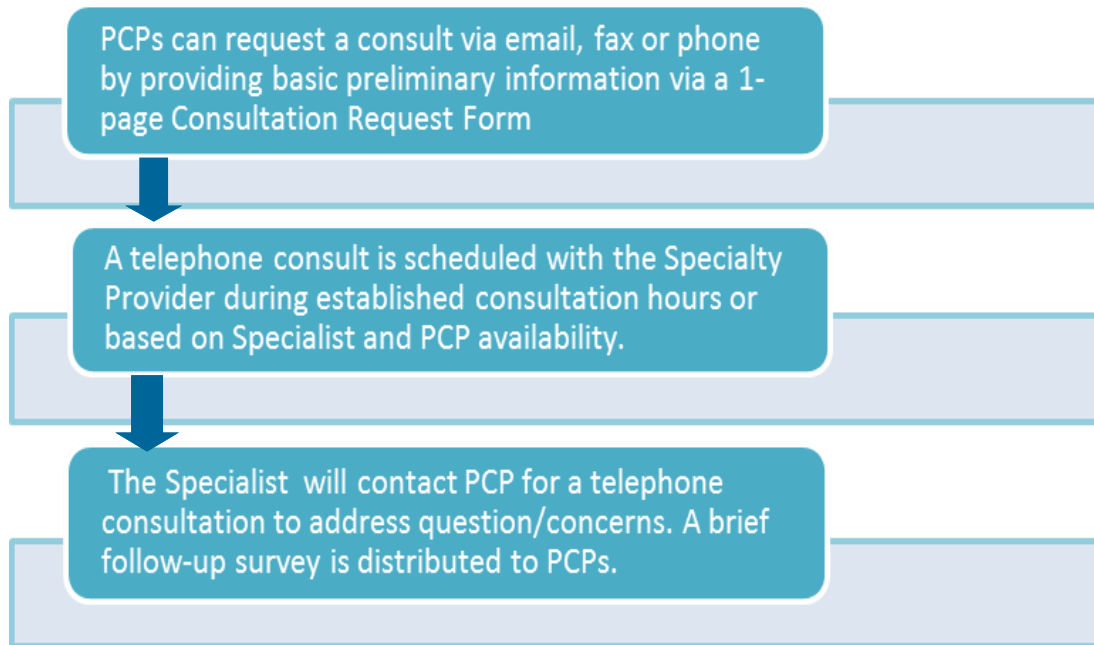 PCPs can request a consult via email, fax or phone
by providing basic preliminary information via a 1-
page Consultation Request Form
A telephone consult is scheduled with the Specialty
Provider during established consultation hours or
based on Specialist and PCP availability.
The Specialist will contact PCP for a telephone
consultation to address question/concerns. A brief
follow-up survey is distributed to PCPs.